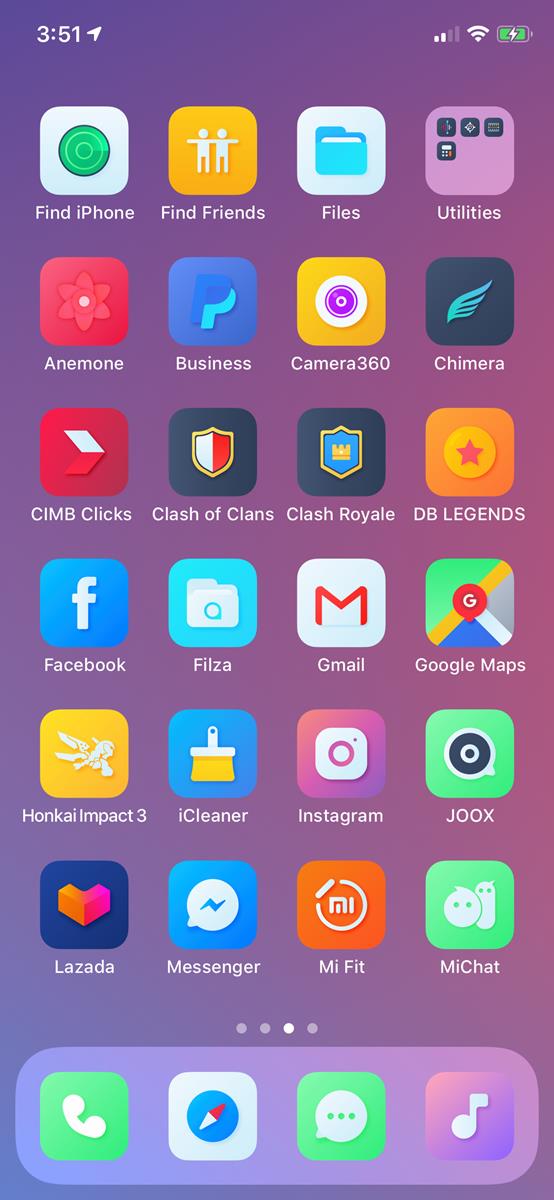 3:51
Find iPhone
Find Friends
Files
Utilities
Anemone
Business
Camera360
Chimera
CIMB Clicks
Clash of Clans
Clash Royale
DB LEGENDS
f
Facebook
Filza
M
Gmail
G
Google Maps
Honkai Impact 3
iCleaner
Instagram
JOOX
Lazada
Messenger
mi
Mi Fit
MiChat